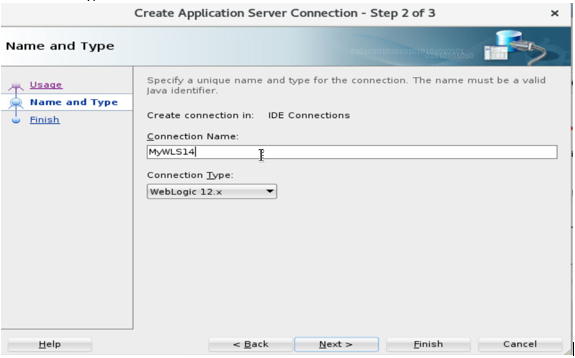 Create Application Server Connection - Step 2 of 3
Name and Type
Usage
Name and Type
Finish
Specify a unique name and type for the connection. The name must be a valid
Java identifier.
Create connection in: IDE Connections
Connection Name:
MyWLS14
Connection Type:
WebLogic 12.x
Help
< Back
Next >
Finish
Cancel